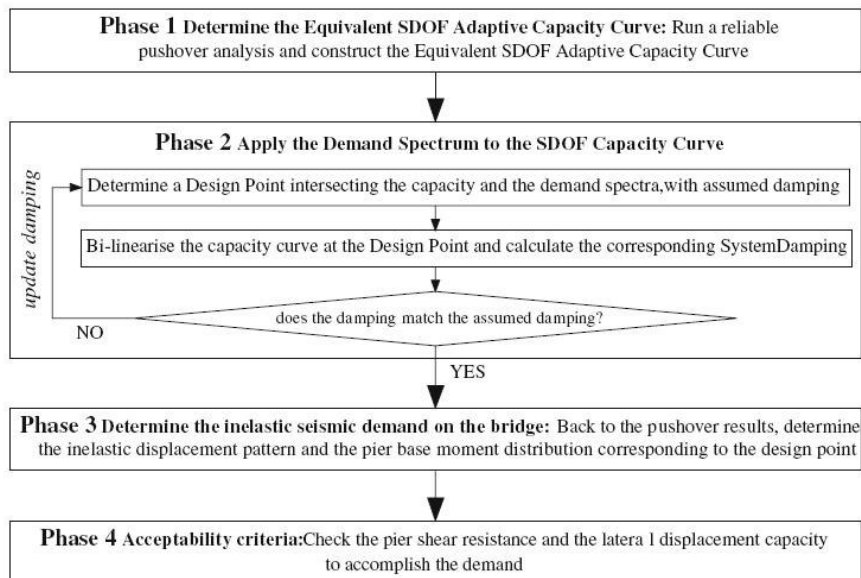 Phase 1 Determine the Equivalent SDOF Adaptive Capacity Curve: Run a reliable
pushover analysis and construct the Equivalent SDOF Adaptive Capacity Curve
Phase 2 Apply the Demand Spectrum to the SDOF Capacity Curve
update damping
Determine a Design Point intersecting the capacity and the demand spectra,with assumed damping
Bi-linearise the capacity curve at the Design Point and calculate the corresponding SystemDamping
does the damping match the assumed damping?
NO
YES
Phase 3 Determine the inelastic seismic demand on the bridge: Back to the pushover results, determine
the inelastic displacement pattern and the pier base moment distribution corresponding to the design point
Phase 4 Acceptability criteria:Check the pier shear resistance and the latera l displacement capacity
to accomplish the demand